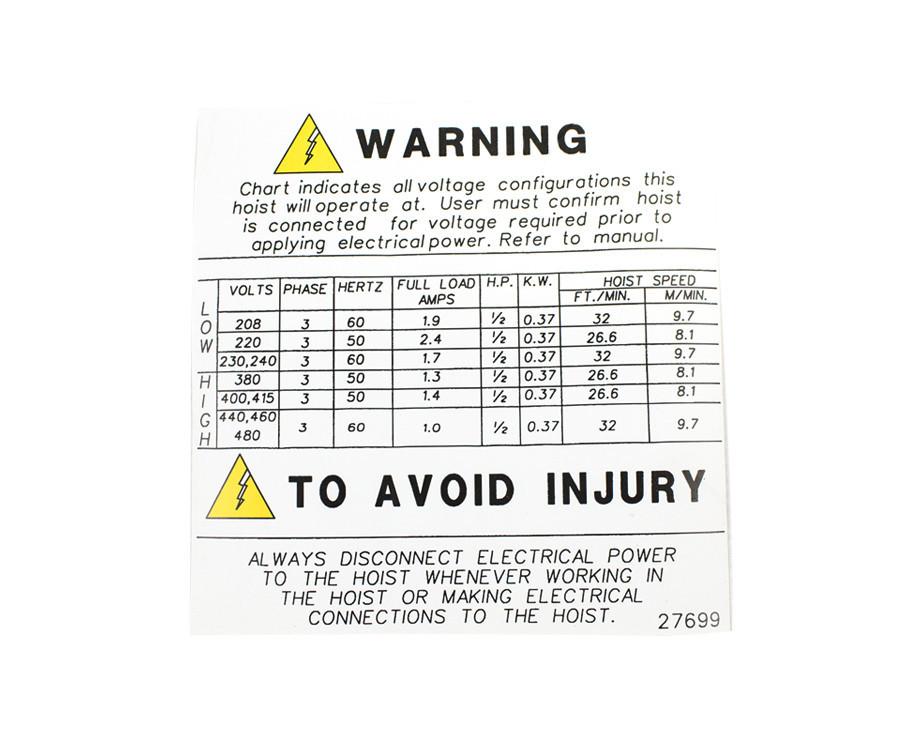 WARNING
Chart indicates all voltage configurations this
hoist will operate at. User must confirm hoist
is connected for voltage required prior to
applying electrical power. Refer to manual.
VOLTS PHASE HERTZ FULL LOAD AMPS H.P. K.W. HOIST SPEED
FT./MIN. M/MIN.
LOW
208 3 60 1.9 1/2 0.37 32 9.7
220 3 50 2.4 1/2 0.37 26.6 8.1
230,240 3 60 1.7 1/2 0.37 32 9.7
HIGH
380 3 50 1.3 1/2 0.37 26.6 8.1
400,415 3 50 1.4 1/2 0.37 26.6 8.1
440,460 480 3 60 1.0 1/2 0.37 32 9.7
TO AVOID INJURY
ALWAYS DISCONNECT ELECTRICAL POWER
TO THE HOIST WHENEVER WORKING IN
THE HOIST OR MAKING ELECTRICAL
CONNECTIONS TO THE HOIST.
27699